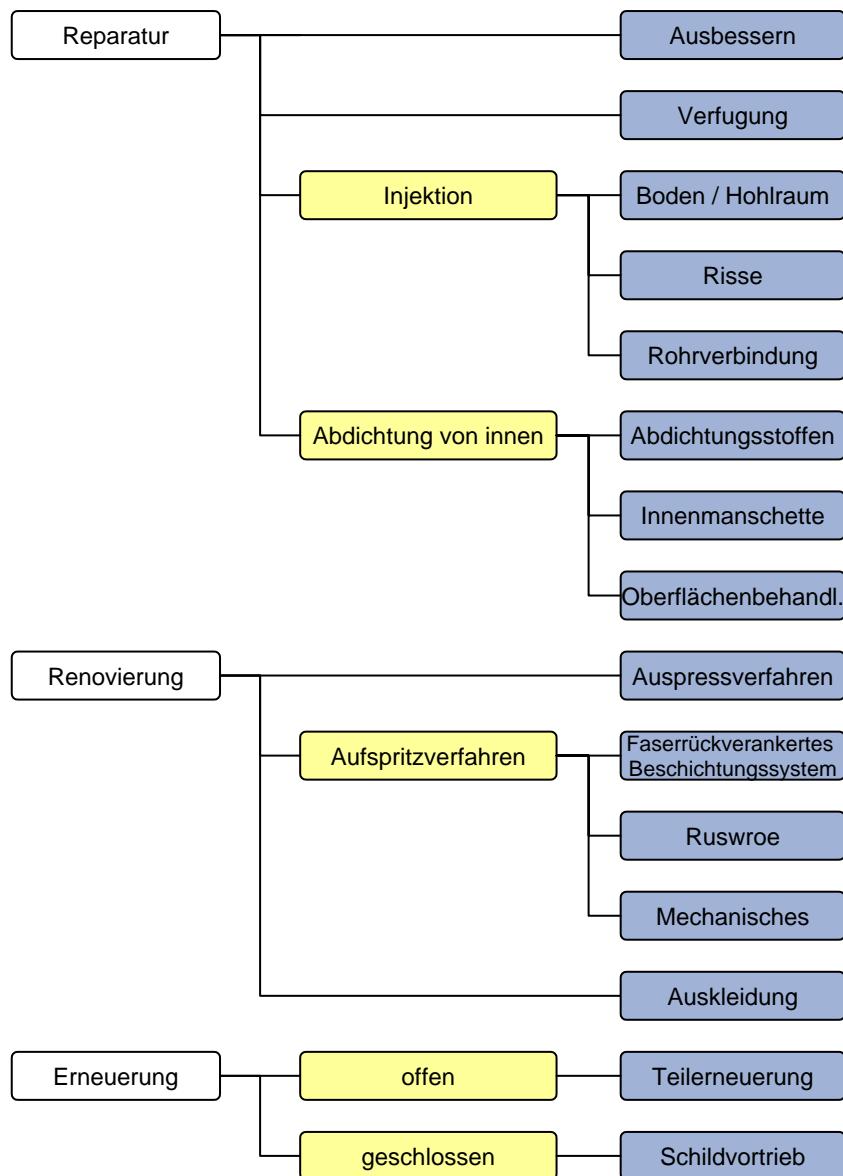 Reparatur
Ausbessern
Verfugung
Injektion
Boden / Hohlraum
Risse
Rohrverbindung
Abdichtung von innen
Abdichtungsstoffen
Innenmanschette
Oberflächenbehandl.
Renovierung
Auspressverfahren
Aufspritzverfahren
Faserrückverankertes
Beschichtungssystem
Ruswroe
Mechanisches
Auskleidung
Erneuerung
offen
Teilerneuerung
geschlossen
Schildvortrieb